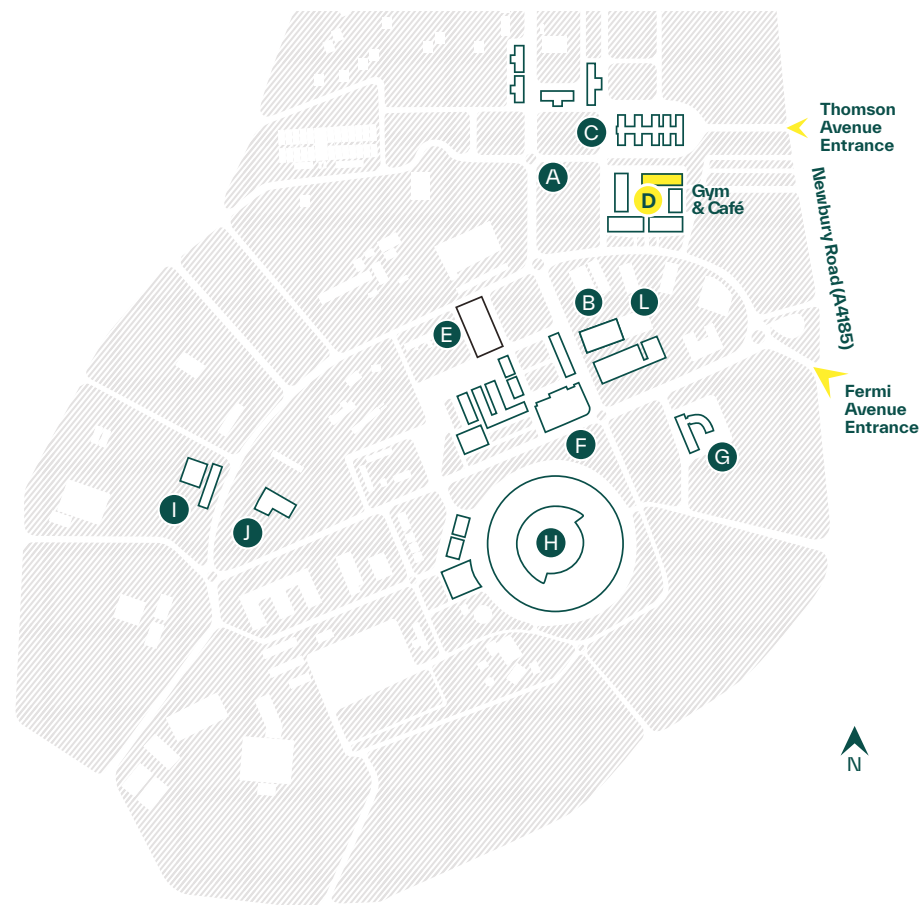 Thomson
Avenue
Entrance
C
A
D
Gym
& Café
Newbury Road (A4185)
B
L
E
Fermi
Avenue
Entrance
F
G
I
J
H
N